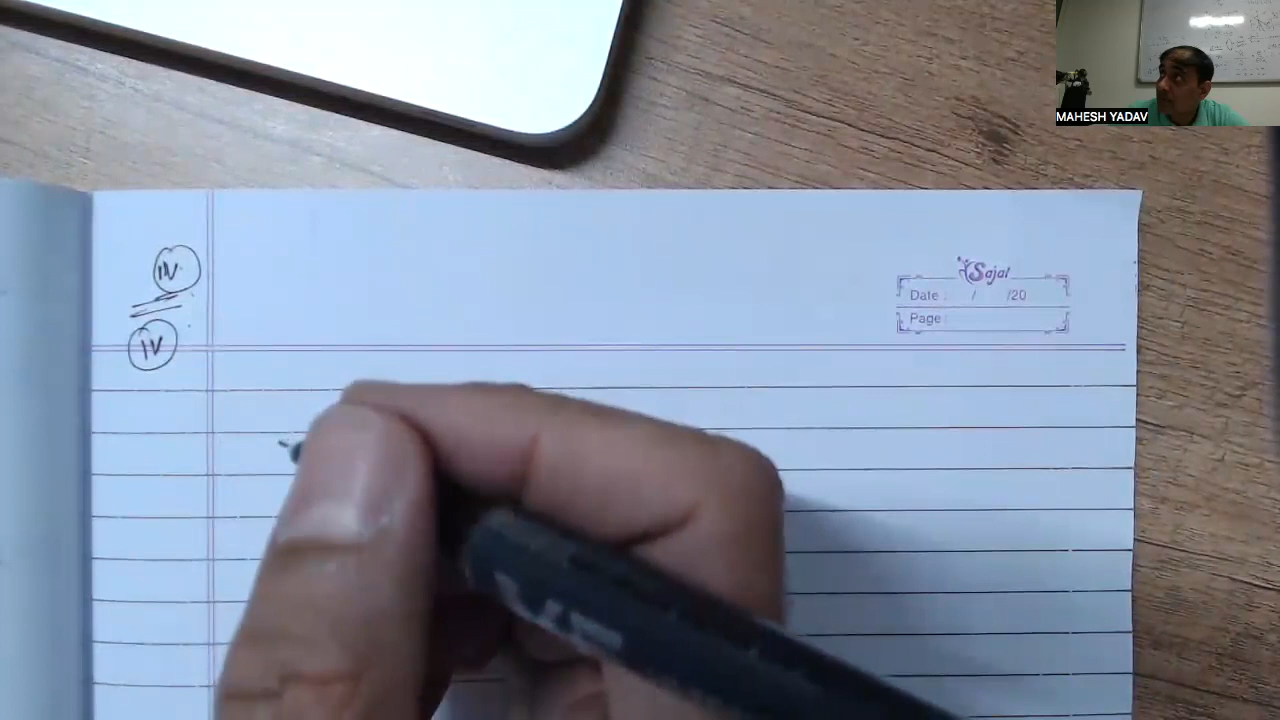 MAHESH YADAV
Sajal
Date : / /20
Page :
IV
IV